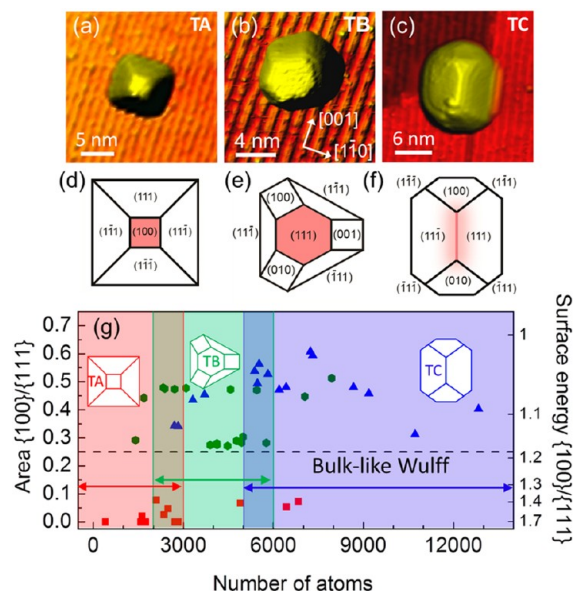 (a) TA
(b) TB
(c) TC
[001]
[11̄0]
5 nm
4 nm
6 nm
(d)
(111)
(11̄1) (100) (111̄)
(11̄1̄)
(e)
(100) (11̄1)
(111̄) (111) (001)
(010) (1̄11)
(f)
(11̄1̄) (100) (11̄1)
(111̄) (111)
(1̄11̄) (010) (1̄11)
(g)
Area {100}/{111}
0.7
0.6
0.5
0.4
0.3
0.2
0.1
0.0
TA
TB
TC
Bulk-like Wulff
Surface energy {100}/{111}
1
1.1
1.2
1.3
1.4
1.7
0 3000 6000 9000 12000
Number of atoms